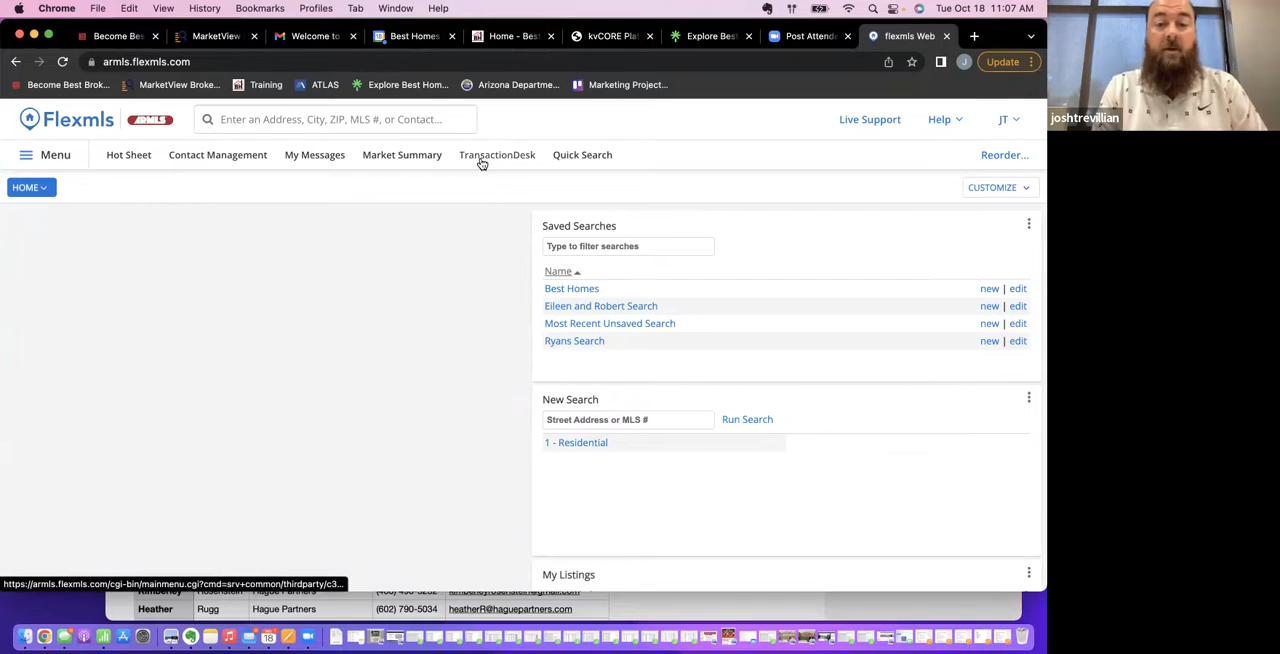 Chrome File Edit View History Bookmarks Profiles Tab Window Help Tue Oct 18 11:07 AM
Become Bes MarketView Welcome to Best Homes Home - Best kvCORE Pla Explore Best Post Attende flexmls Web
armls.flexmls.com Update
Become Best Brok... MarketView Broke... Training ATLAS Explore Best Hom... Arizona Departme... Marketing Project...
Flexmls ARMLS Enter an Address, City, ZIP, MLS #, or Contact... Live Support Help JT
joshtrevillian
Menu Hot Sheet Contact Management My Messages Market Summary TransactionDesk Quick Search Reorder...
HOME CUSTOMIZE
Saved Searches
Type to filter searches
Name
Best Homes new | edit
Eileen and Robert Search new | edit
Most Recent Unsaved Search new | edit
Ryans Search new | edit
New Search
Street Address or MLS # Run Search
1 - Residential
My Listings
https://armls.flexmls.com/cgi-bin/mainmenu.cgi?cmd=srv+common/thirdparty/c3...
Hague Partners
Heather Rugg Hague Partners (602) 790-5034 heatherR@haguepartners.com